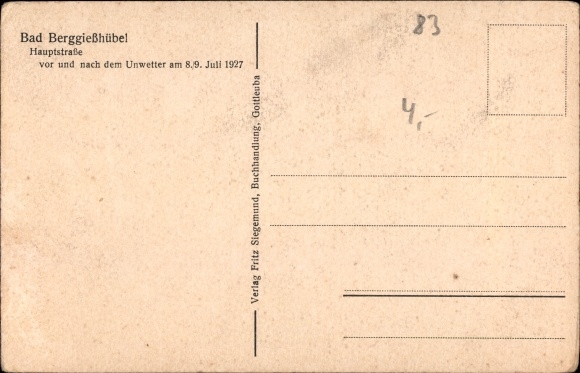 Bad Berggießhübel
Hauptstraße
vor und nach dem Unwetter am 8./9. Juli 1927
Verlag Fritz Siegemund, Buchhandlung, Gottleuba
83
4,-